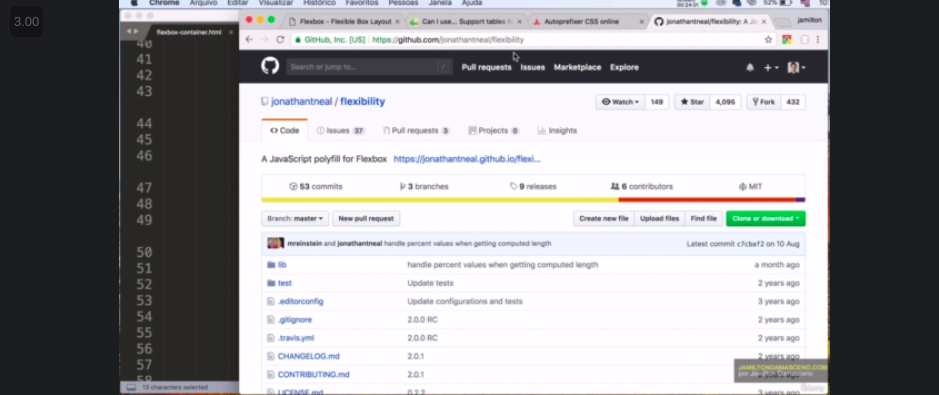 3.00
Chrome Arquivo Editar Visualizar Histórico Favoritos Pessoas Janela Ajuda 00:24:01 52%
Flexbox - Flexible Box Layout × Can I use... Support tables × Autoprefixer CSS online × jonathantneal/flexibility: A × jamilton
flexbox-container.html ×
GitHub, Inc. [US] https://github.com/jonathantneal/flexibility
Search or jump to... / Pull requests Issues Marketplace Explore
jonathantneal / flexibility
Watch 149 Star 4,095 Fork 432
Code Issues 37 Pull requests 3 Projects 0 Insights
A JavaScript polyfill for Flexbox https://jonathantneal.github.io/flexi...
53 commits 3 branches 9 releases 6 contributors MIT
Branch: master New pull request Create new file Upload files Find file Clone or download
mreinstein and jonathantneal handle percent values when getting computed length Latest commit c7cbaf2 on 10 Aug
lib handle percent values when getting computed length a month ago
test Update tests 2 years ago
.editorconfig Update configurations and tests 3 years ago
.gitignore 2.0.0 RC 2 years ago
.travis.yml 2.0.0 RC 2 years ago
CHANGELOG.md 2.0.1 2 years ago
CONTRIBUTING.md 2.0.1
LICENSE.md 0.2.2 3 years ago
40
41
42
43
44
45
46
47
48
49
50
51
52
53
54
55
56
57
58
13 characters selected
JAMILTONDAMASCENO.COM
por Jamilton Damasceno
Udemy